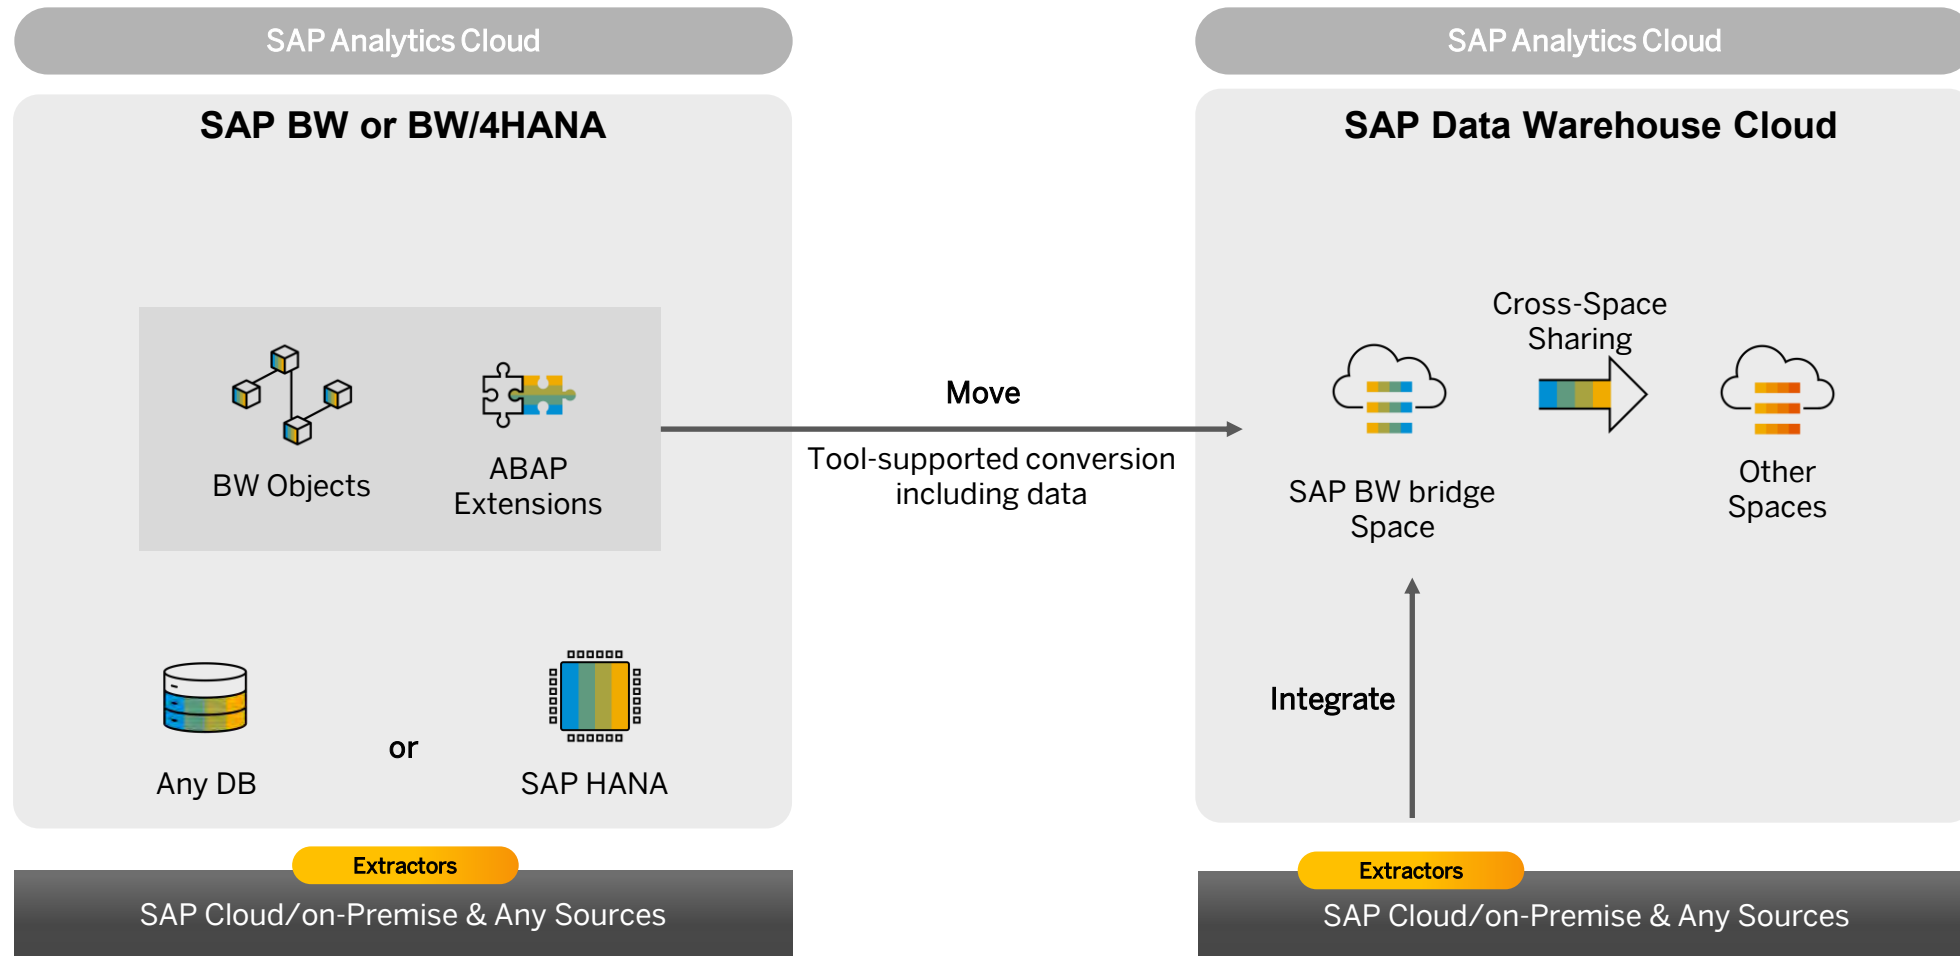 SAP Analytics Cloud
SAP BW or BW/4HANA
BW Objects
ABAP
Extensions
Any DB
or
SAP HANA
Extractors
SAP Cloud/on-Premise & Any Sources
Move
Tool-supported conversion
including data
SAP Analytics Cloud
SAP Data Warehouse Cloud
Cross-Space
Sharing
SAP BW bridge
Space
Other
Spaces
Integrate
Extractors
SAP Cloud/on-Premise & Any Sources